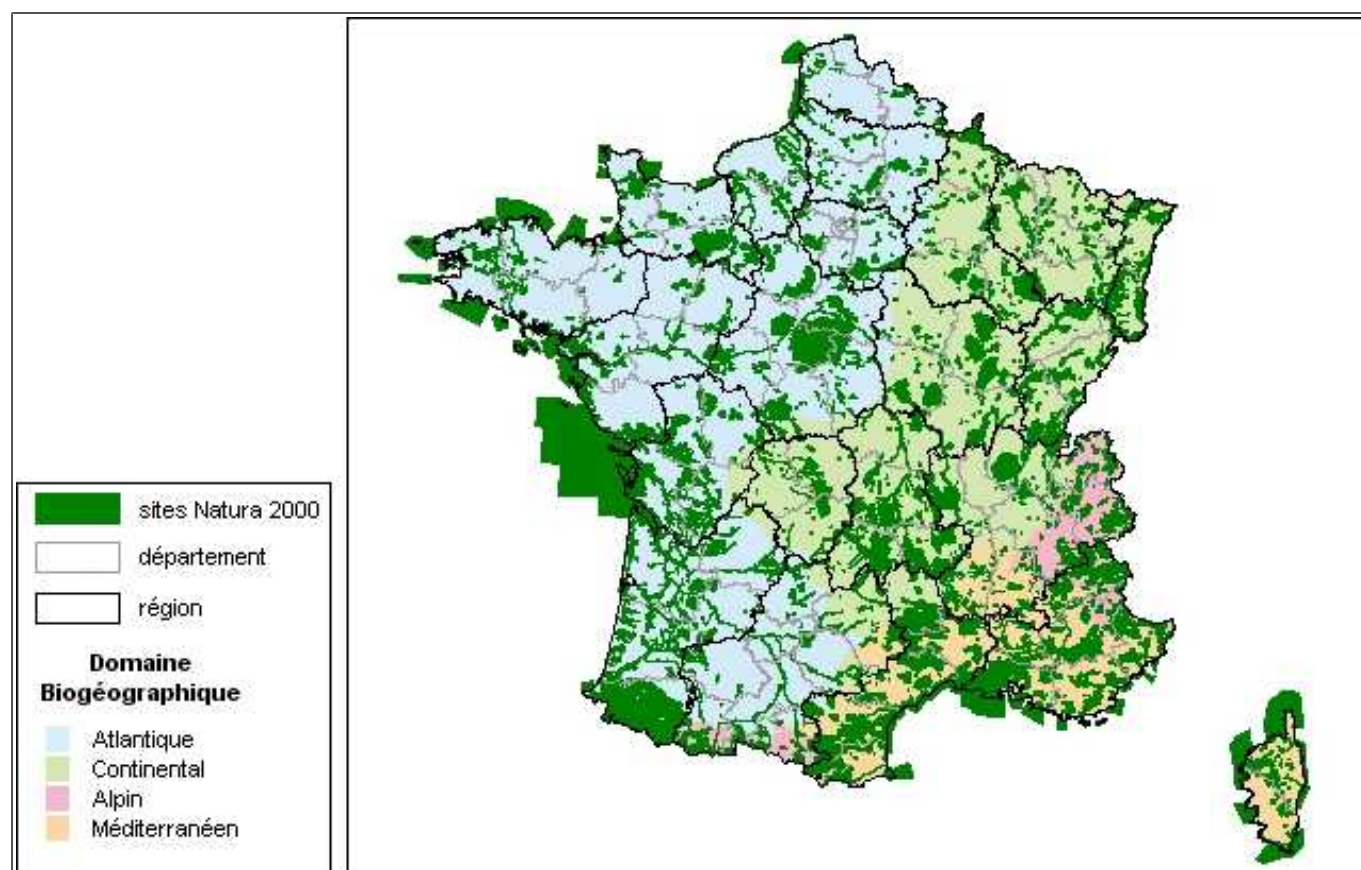 sites Natura 2000
département
région
Domaine
Biogéographique
Atlantique
Continental
Alpin
Méditerranéen